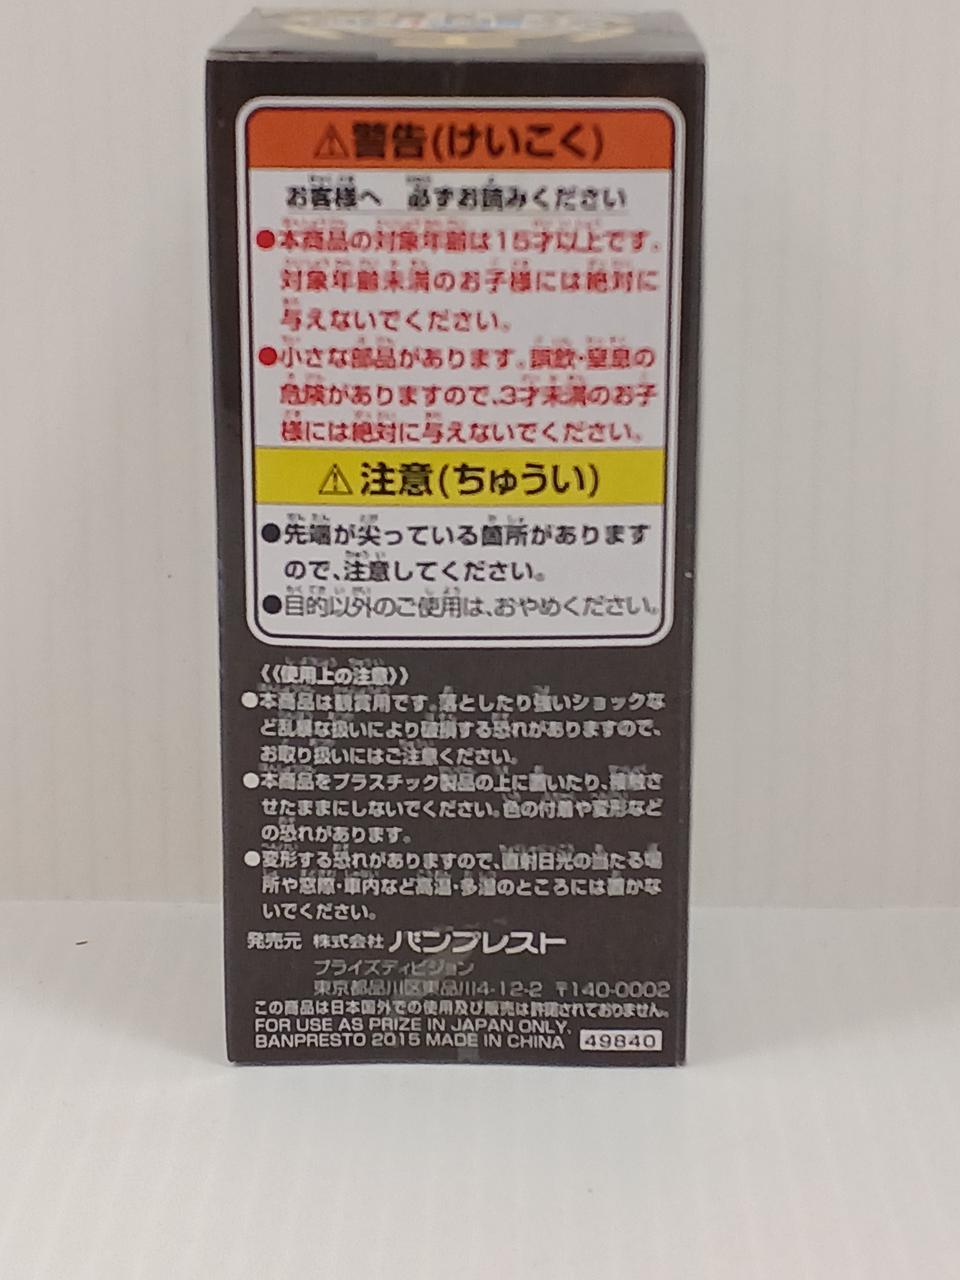 ⚠警告(けいこく)
お客様へ 必ずお読みください
●本商品の対象年齢は15才以上です。
対象年齢未満のお子様には絶対に
与えないでください。
●小さな部品があります。誤飲・窒息の
危険がありますので、3才未満のお子
様には絶対に与えないでください。
⚠注意(ちゅうい)
●先端が尖っている箇所があります
ので、注意してください。
●目的以外のご使用は、おやめください。
《使用上の注意》
●本商品は観賞用です。落としたり強いショックな
ど乱暴な扱いにより破損する恐れがありますので、
お取り扱いにはご注意ください。
●本商品をプラスチック製品の上に置いたり、接触さ
せたままにしないでください。色の付着や変形など
の恐れがあります。
●変形する恐れがありますので、直射日光の当たる場
所や窓際・車内など高温・多湿のところには置かな
いでください。
発売元 株式会社 バンプレスト
プライズディビジョン
東京都品川区東品川4-12-2 〒140-0002
この商品は日本国外での使用及び販売は許諾されておりません。
FOR USE AS PRIZE IN JAPAN ONLY.
BANPRESTO 2015 MADE IN CHINA 49840